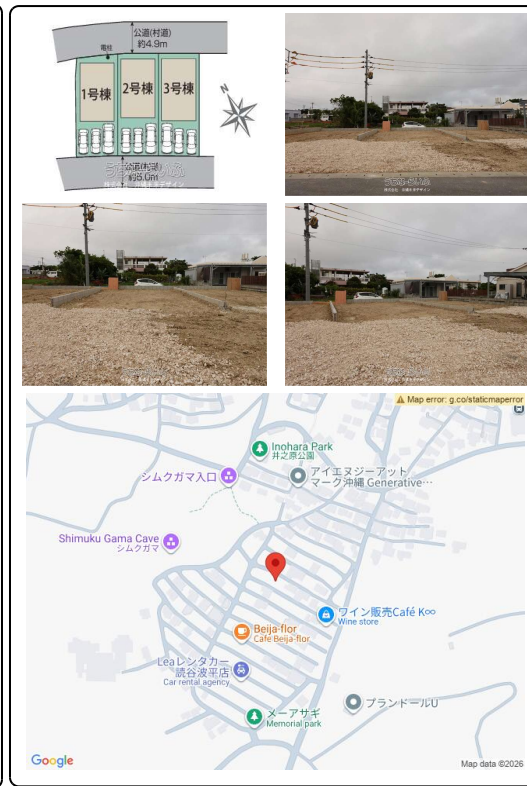 公道(村道)
約4.9m
電柱
1号棟
2号棟
3号棟
N
公道(村道)
約5.0m
Map error: g.co/staticmaperror
Inohara Park
井之原公園
シムクガマ入口
アイエヌジーアット
マーク沖縄 Generative…
Shimuku Gama Cave
シムクガマ
ワイン販売Café K∞
Wine store
Beija-flor
Cafe Beija-flor
Leaレンタカー
読谷波平店
Car rental agency
メーアサギ
Memorial park
プランドールU
Google
Map data ©2026